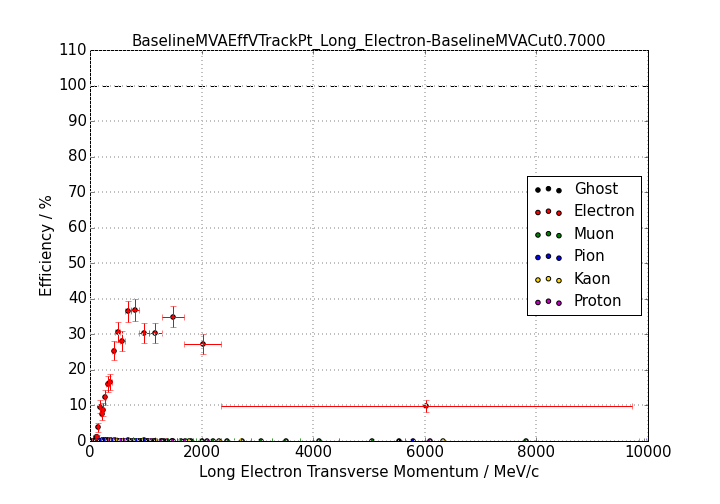 BaselineMVAEffVTrackPt_Long_Electron-BaselineMVACut0.7000
110
100
90
80
70
60
50
40
30
20
10
0
Efficiency / %
Ghost
Electron
Muon
Pion
Kaon
Proton
0 2000 4000 6000 8000 10000
Long Electron Transverse Momentum / MeV/c